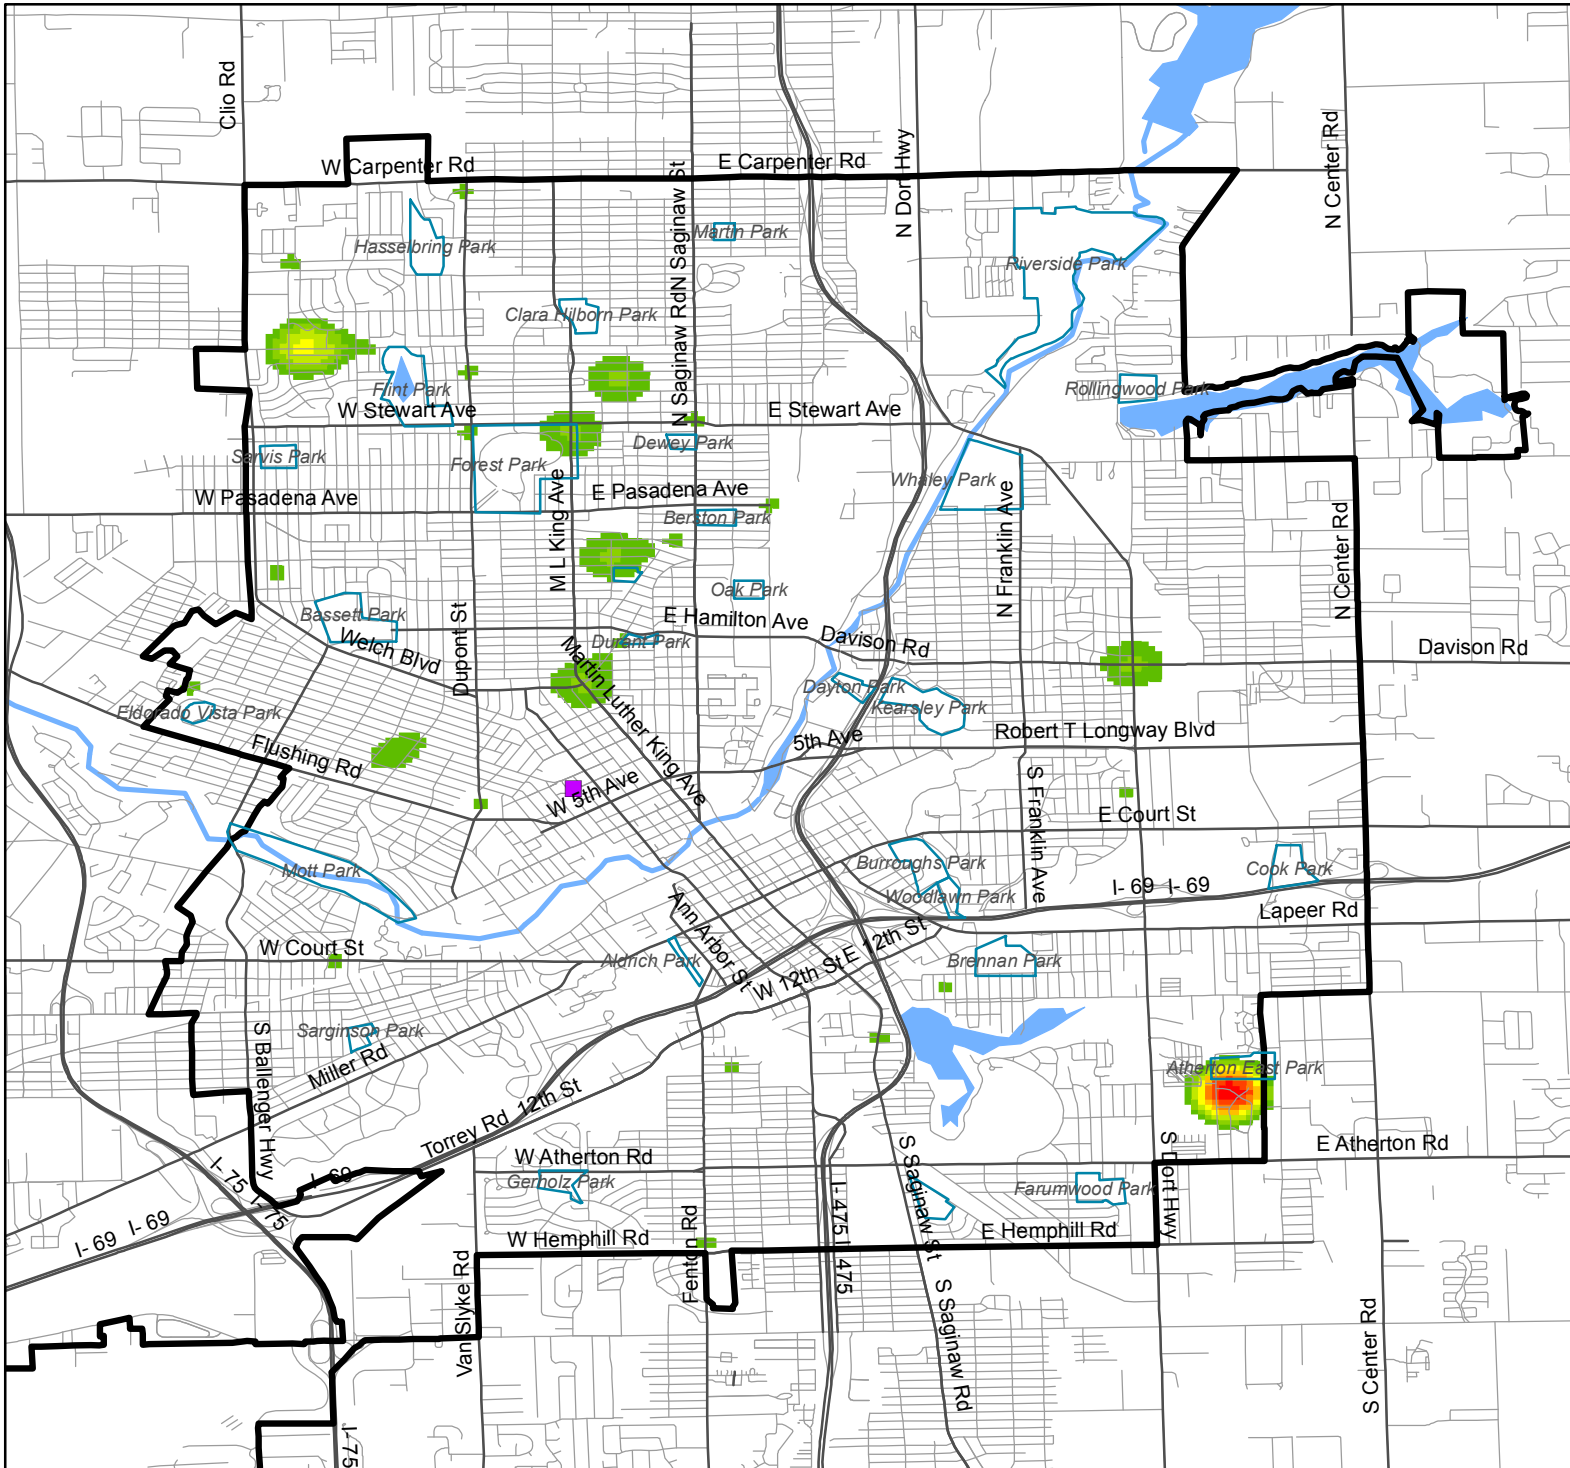 Clio Rd
W Carpenter Rd
E Carpenter Rd
N Dort Hwy
N Center Rd
N Saginaw St
Martin Park
Hasselbring Park
Riverside Park
Clara Hilborn Park
N Saginaw Rd
Flint Park
Rollingwood Park
W Stewart Ave
E Stewart Ave
Dewey Park
Sarvis Park
Forest Park
Whaley Park
W Pasadena Ave
E Pasadena Ave
Berston Park
M L King Ave
N Franklin Ave
N Center Rd
Oak Park
Bassett Park
E Hamilton Ave
Welch Blvd
Dupont St
Durant Park
Davison Rd
Davison Rd
Martin Luther King Ave
Dayton Park
Kearsley Park
Eldorado Vista Park
Flushing Rd
5th Ave
Robert T Longway Blvd
W 5th Ave
S Franklin Ave
E Court St
Mott Park
Burroughs Park
Cook Park
Woodlawn Park
I- 69
I- 69
Lapeer Rd
Ann Arbor St
W Court St
Aldrich Park
W 12th St
E 12th St
Brennan Park
Sarginson Park
S Ballenger Hwy
Miller Rd
Atherton East Park
12th St
Torrey Rd
W Atherton Rd
E Atherton Rd
S Dort Hwy
I- 75
I- 69
I- 75
Gerholz Park
Farumwood Park
S Saginaw St
I- 69
I- 69
W Hemphill Rd
E Hemphill Rd
Fenton Rd
I- 475
I- 475
Van Slyke Rd
S Saginaw Rd
S Center Rd
I- 75